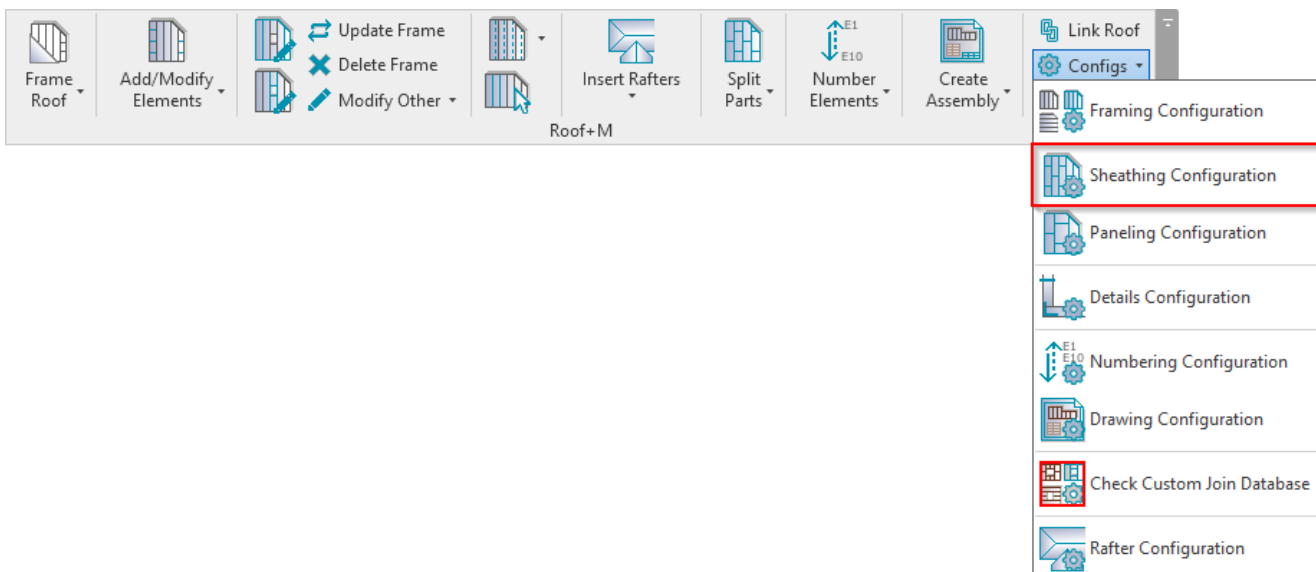 Frame
Roof
Add/Modify
Elements
Update Frame
Delete Frame
Modify Other
Insert Rafters
Split
Parts
E1
E10
Number
Elements
Create
Assembly
Link Roof
Configs
Roof+M
Framing Configuration
Sheathing Configuration
Paneling Configuration
Details Configuration
E1
E10
Numbering Configuration
Drawing Configuration
Check Custom Join Database
Rafter Configuration